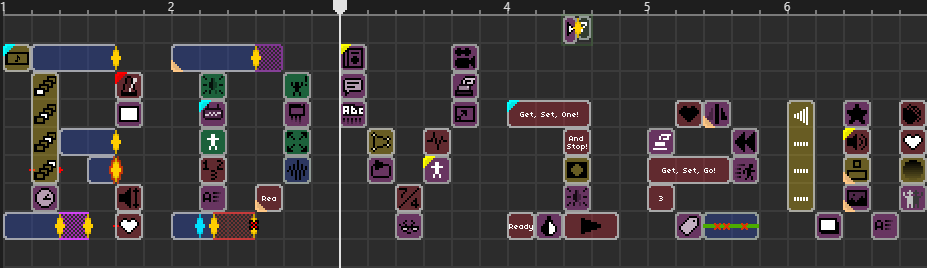 1 2 3 4 5 6
Abc
Get, Set, One!
And
Stop!
Get, Set, Go!
Rea
7/4
3
Ready